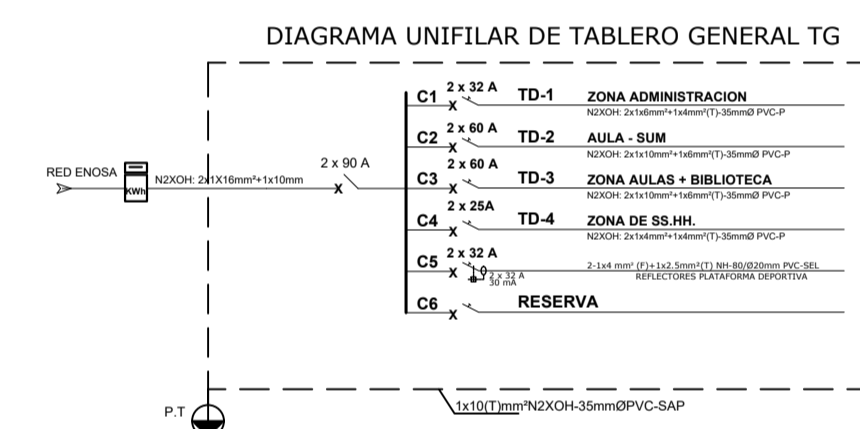 DIAGRAMA UNIFILAR DE TABLERO GENERAL TG
RED ENOSA
KWh
N2XOH: 2x1X16mm²+1x10mm
2 x 90 A
C1 2 x 32 A TD-1 ZONA ADMINISTRACION
X N2XOH: 2x1x6mm²+1x4mm²(T)-35mmØ PVC-P
C2 2 x 60 A TD-2 AULA - SUM
X N2XOH: 2x1x10mm²+1x6mm²(T)-35mmØ PVC-P
C3 2 x 60 A TD-3 ZONA AULAS + BIBLIOTECA
X N2XOH: 2x1x10mm²+1x6mm²(T)-35mmØ PVC-P
X
C4 2 x 25A TD-4 ZONA DE SS.HH.
X N2XOH: 2x1x4mm²+1x4mm²(T)-35mmØ PVC-P
C5 2 x 32 A 2-1x4 mm² (F)+1x2.5mm²(T) NH-80/Ø20mm PVC-SEL
X 2 x 32 A REFLECTORES PLATAFORMA DEPORTIVA
30 mA
C6 RESERVA
X
P.T
1x10(T)mm²N2XOH-35mmØPVC-SAP